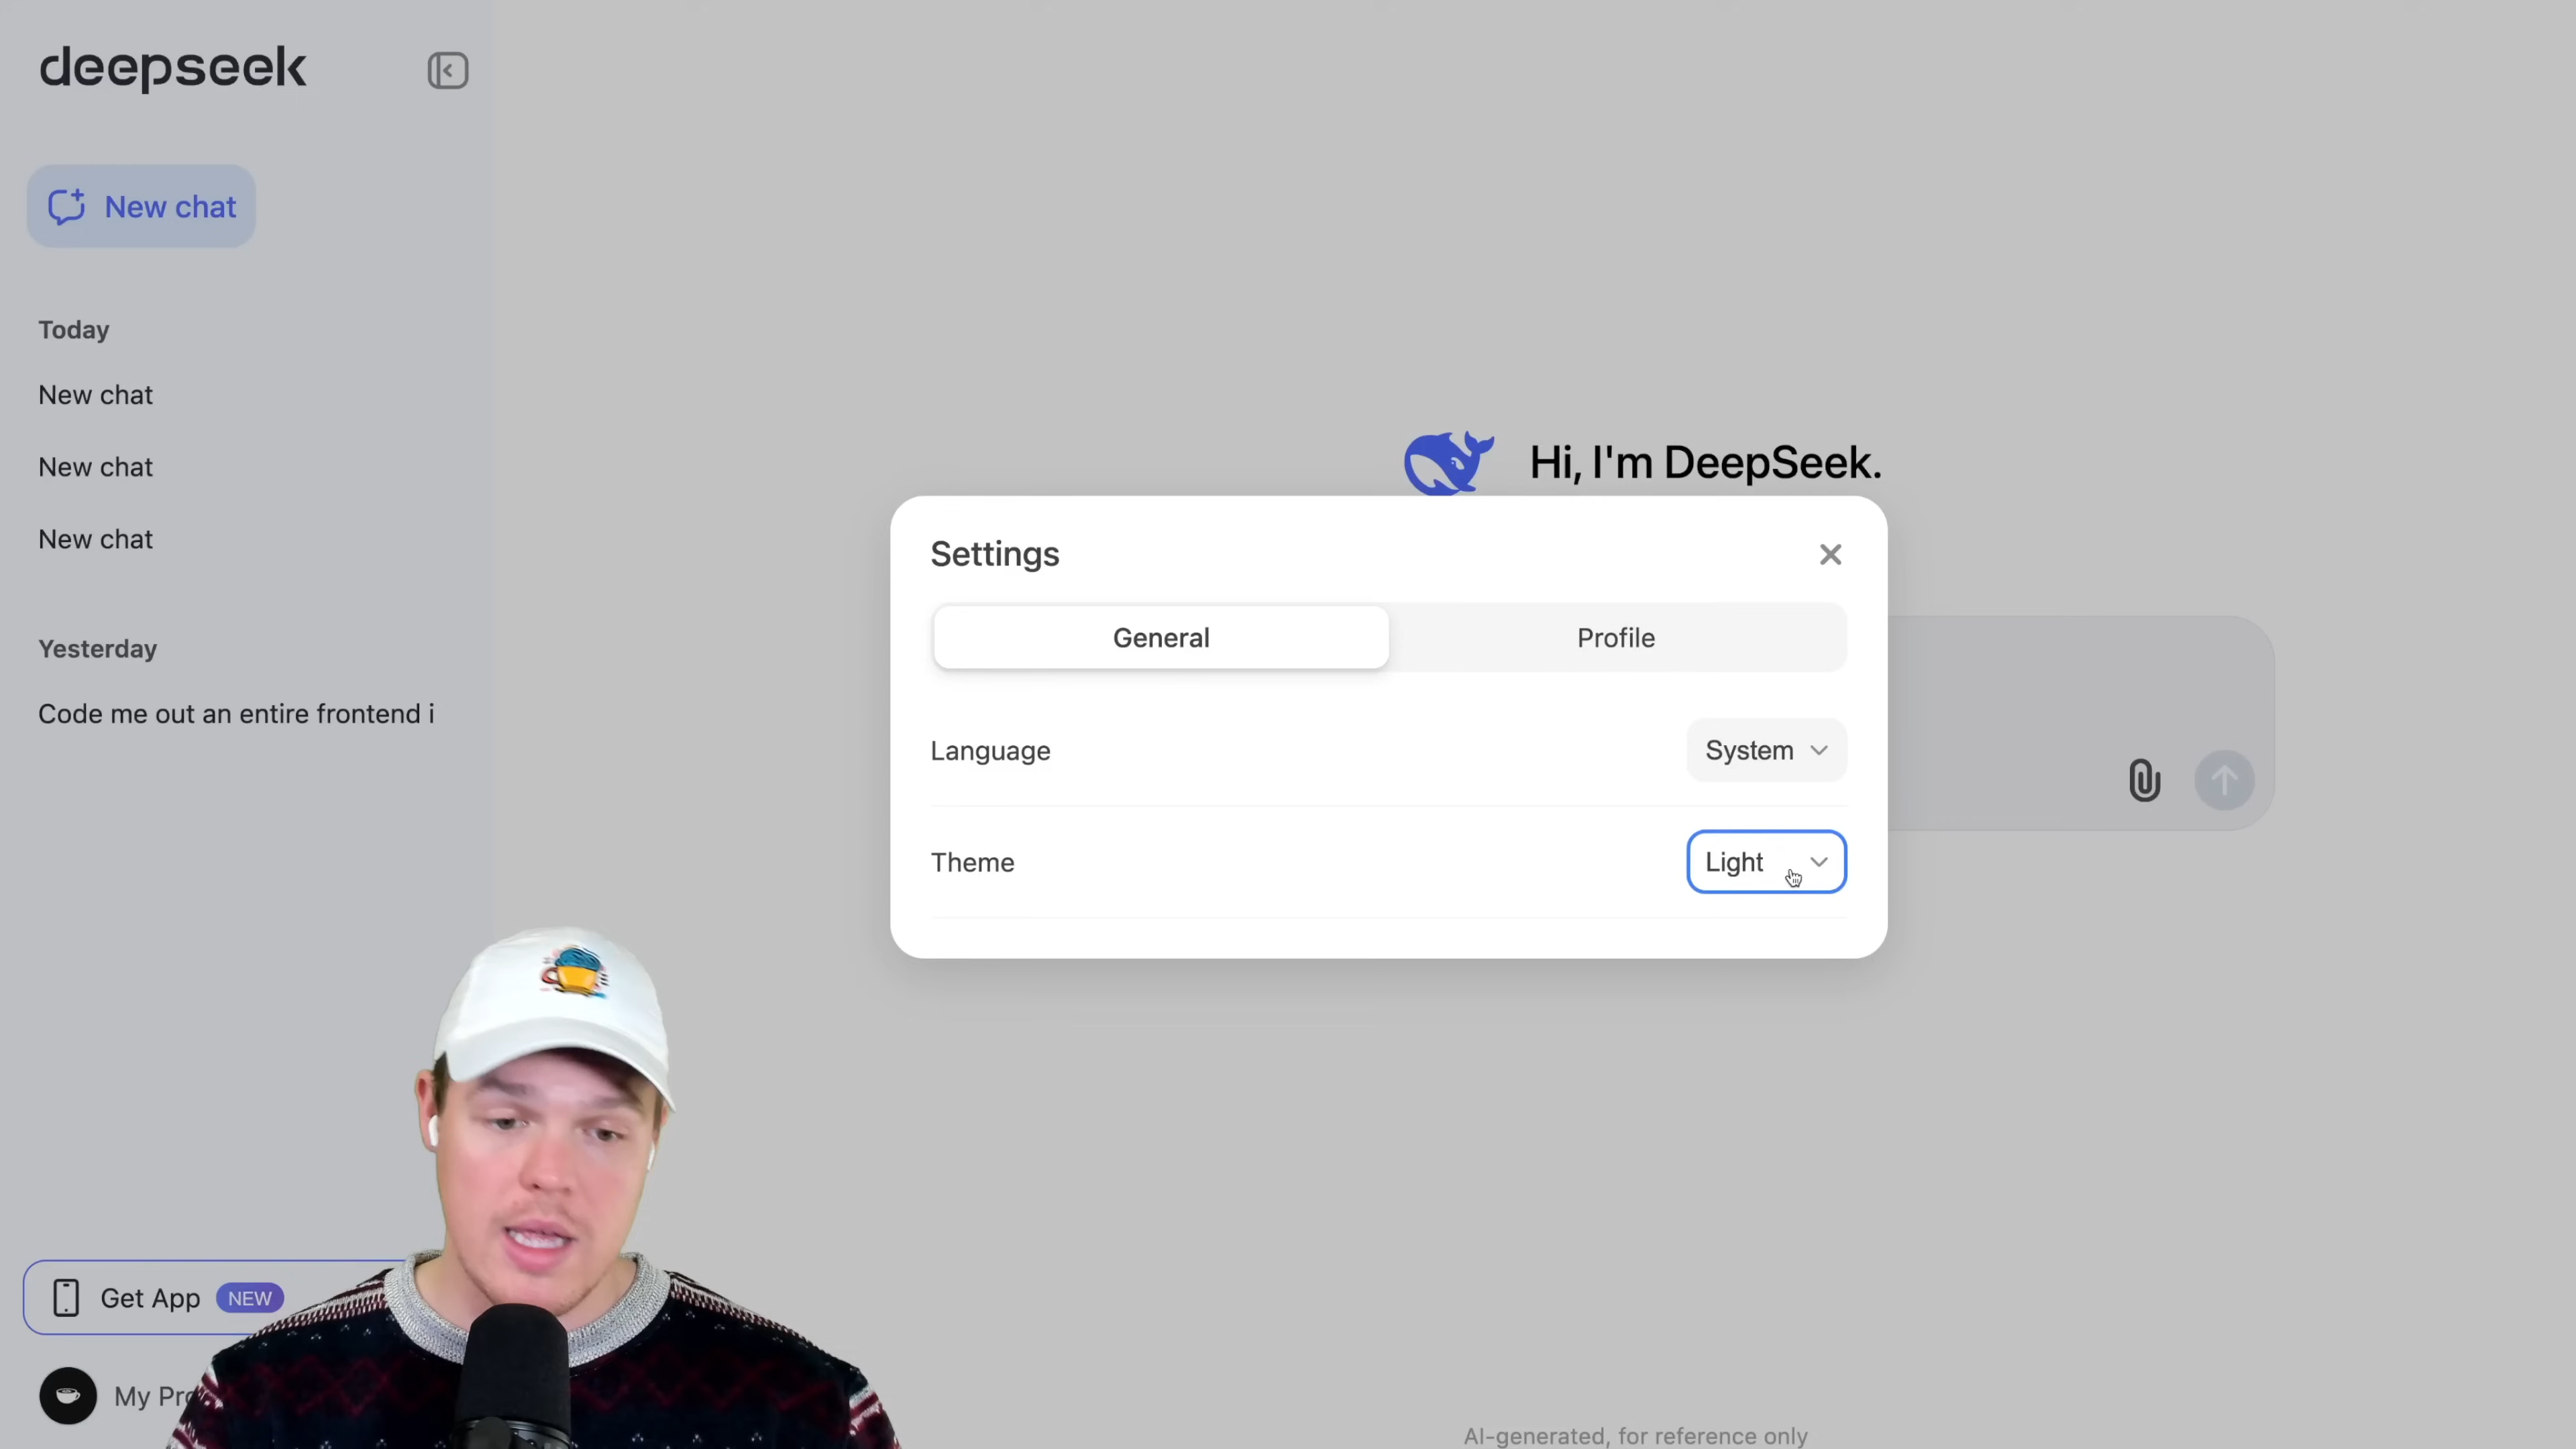 deepseek
New chat
Today
New chat
New chat
New chat
Yesterday
Code me out an entire frontend i
Get App NEW
My Pro
Hi, I'm DeepSeek.
Settings
General Profile
Language System
Theme Light
AI-generated, for reference only